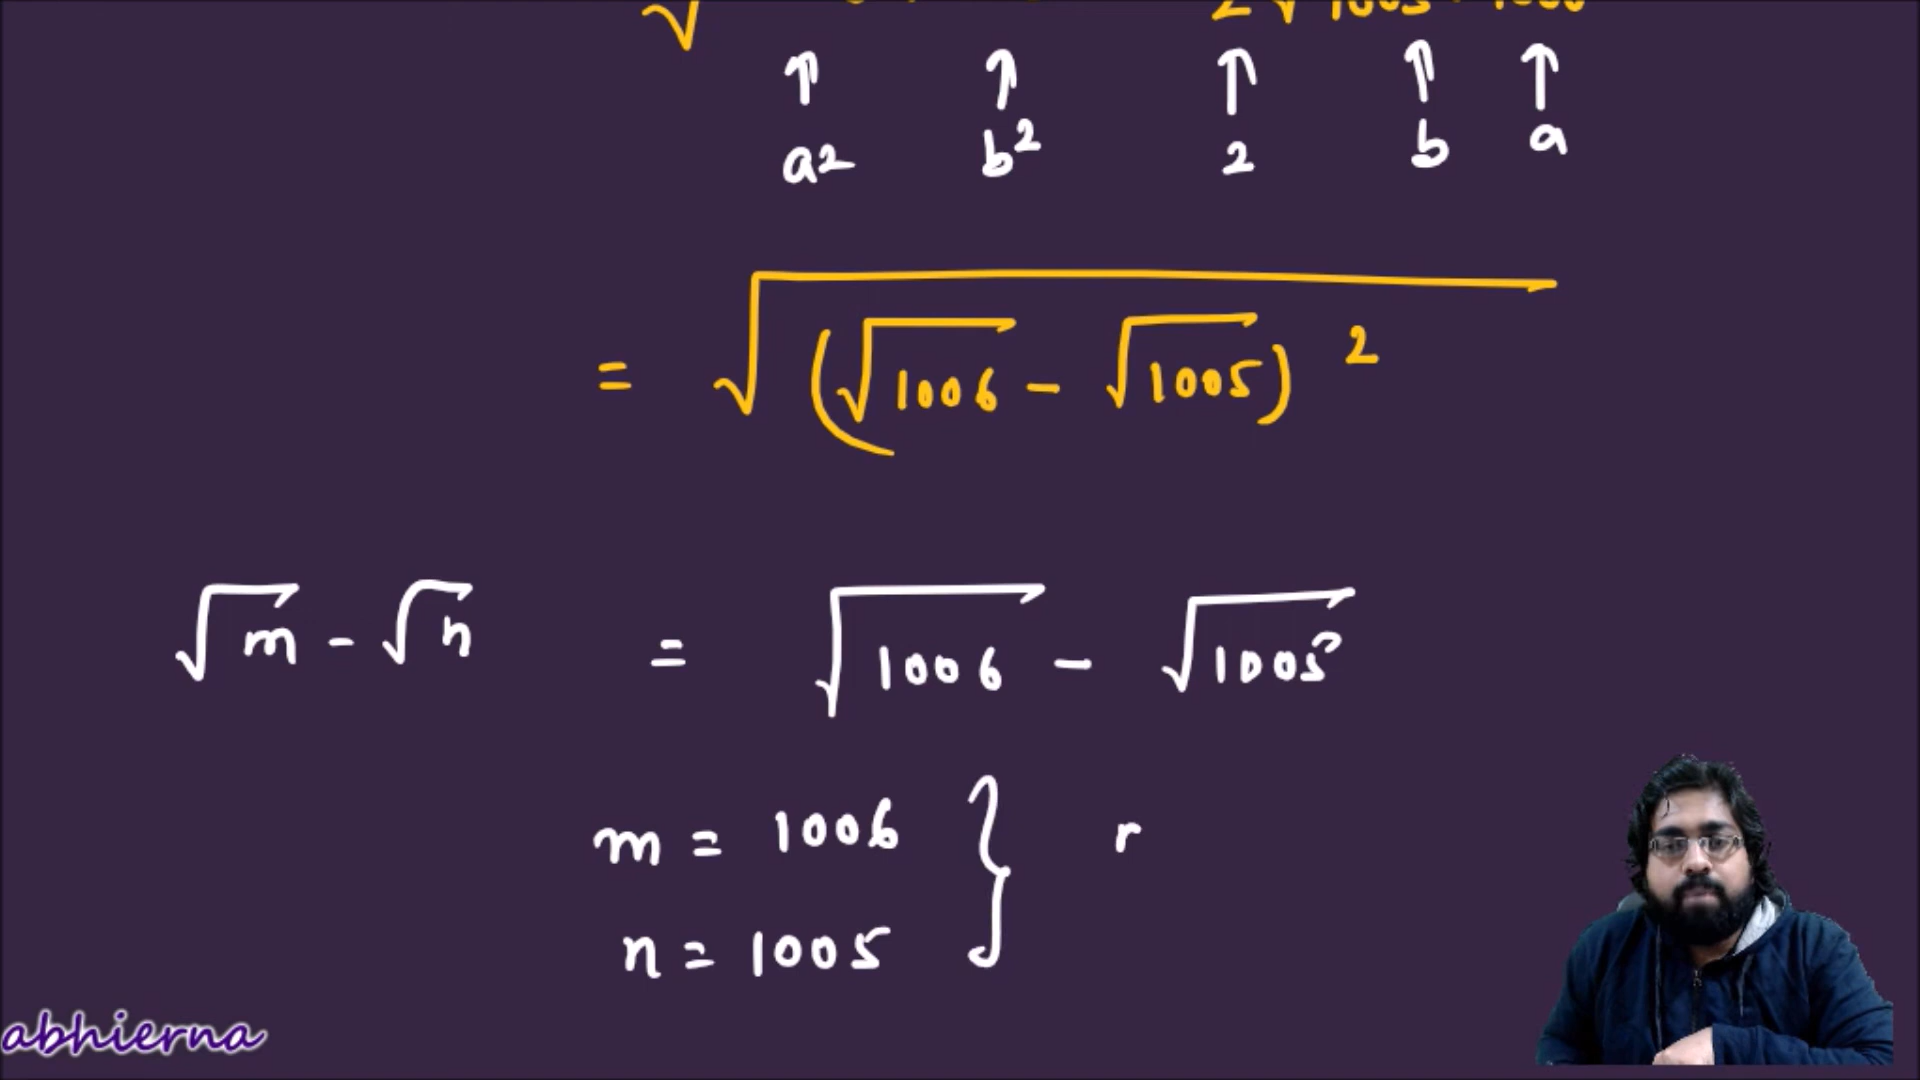 a2 b² 2 b a
= √(√1006 - √1005)²
√m - √n = √1006 - √1005
m = 1006 } r
n = 1005
abhierna